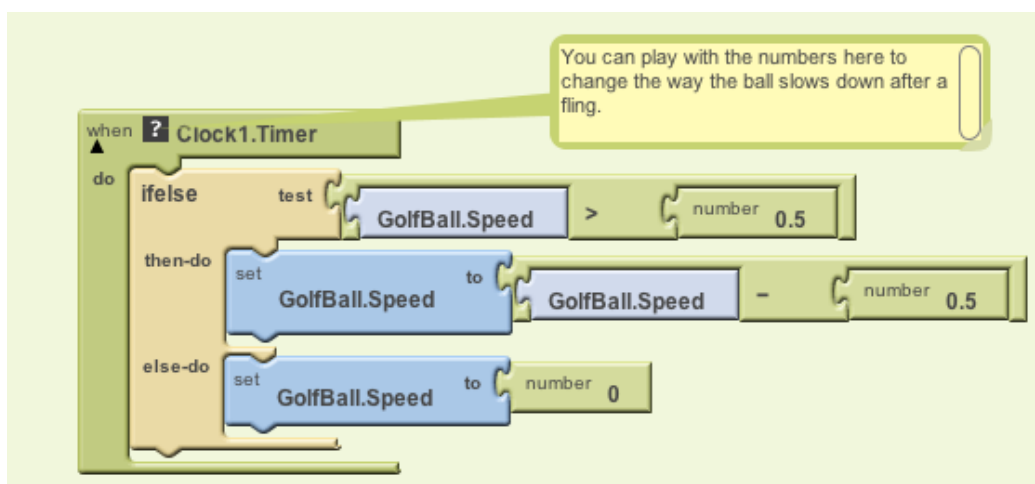 You can play with the numbers here to
change the way the ball slows down after a
fling.
when ? Clock1.Timer
do
ifelse test GolfBall.Speed > number 0.5
then-do set GolfBall.Speed to GolfBall.Speed - number 0.5
else-do set GolfBall.Speed to number 0